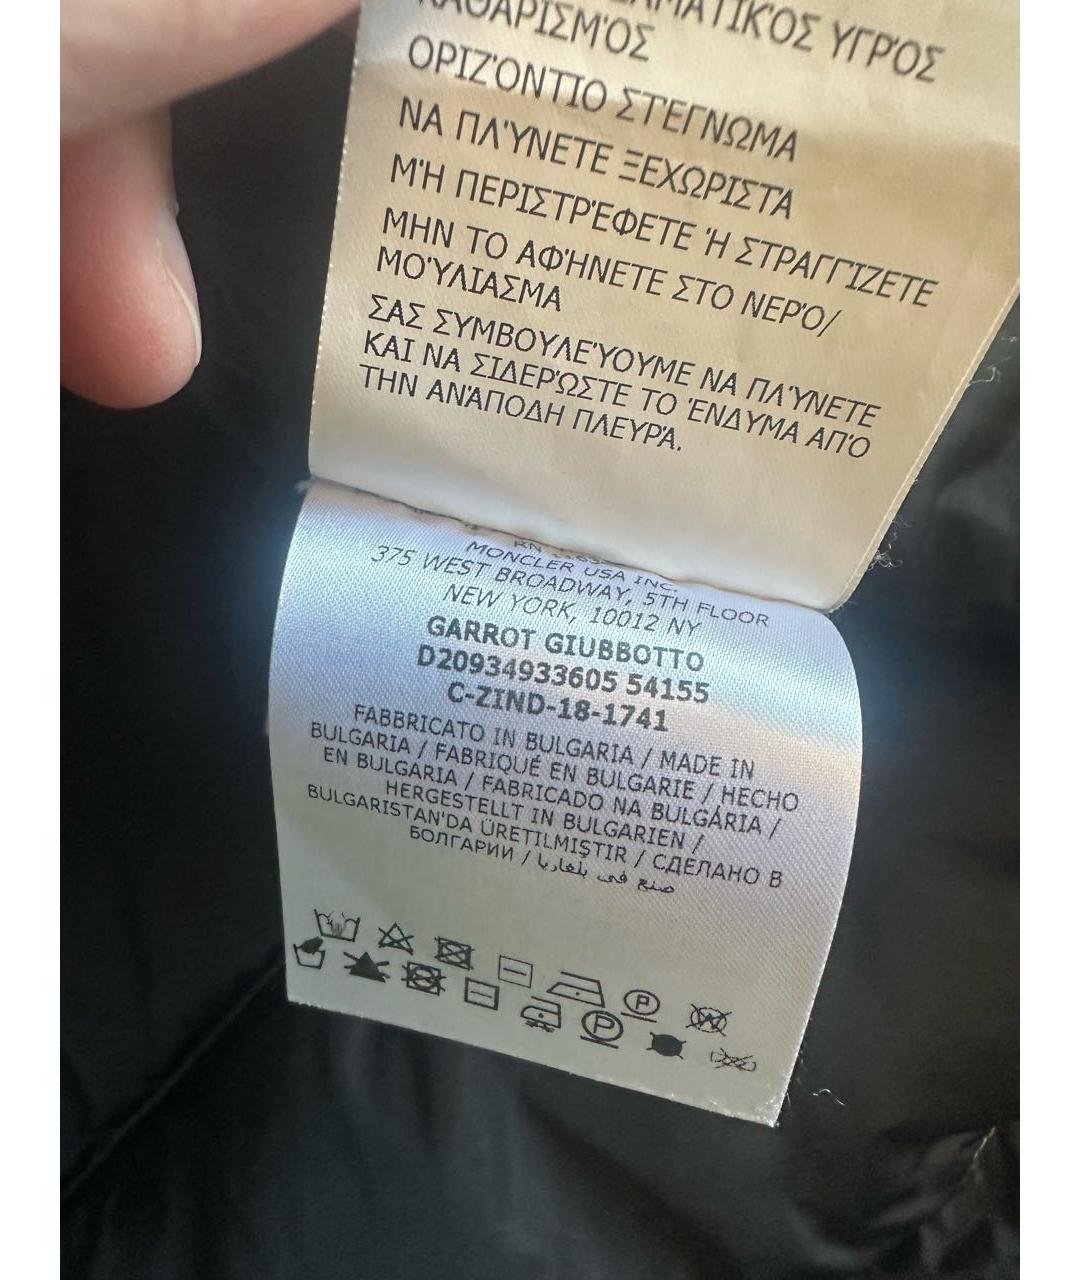 ΚΑΘΑΡΙΣΜΌΣ ΥΓΡΌΣ
ΟΡΙΖΌΝΤΙΟ ΣΤΈΓΝΩΜΑ
ΝΑ ΠΛΎΝΕΤΕ ΞΕΧΩΡΙΣΤΆ
ΜΉ ΠΕΡΙΣΤΡΈΦΕΤΕ Ή ΣΤΡΑΓΓΊΖΕΤΕ
ΜΗΝ ΤΟ ΑΦΉΝΕΤΕ ΣΤΟ ΝΕΡΌ/
ΜΟΎΛΙΑΣΜΑ
ΣΑΣ ΣΥΜΒΟΥΛΕΎΟΥΜΕ ΝΑ ΠΛΎΝΕΤΕ
ΚΑΙ ΝΑ ΣΙΔΕΡΏΣΤΕ ΤΟ ΈΝΔΥΜΑ ΑΠΌ
ΤΗΝ ΑΝΆΠΟΔΗ ΠΛΕΥΡΆ.
RN
MONCLER USA INC.
375 WEST BROADWAY, 5TH FLOOR
NEW YORK, 10012 NY
GARROT GIUBBOTTO
D20934933605 54155
C-ZIND-18-1741
FABBRICATO IN BULGARIA / MADE IN
BULGARIA / FABRIQUÉ EN BULGARIE / HECHO
EN BULGARIA / FABRICADO NA BULGÁRIA /
HERGESTELLT IN BULGARIEN /
BULGARISTAN'DA ÜRETILMIŞTIR / СДЕЛАНО В
БОЛГАРИИ / صنع في بلغاريا
P W
P